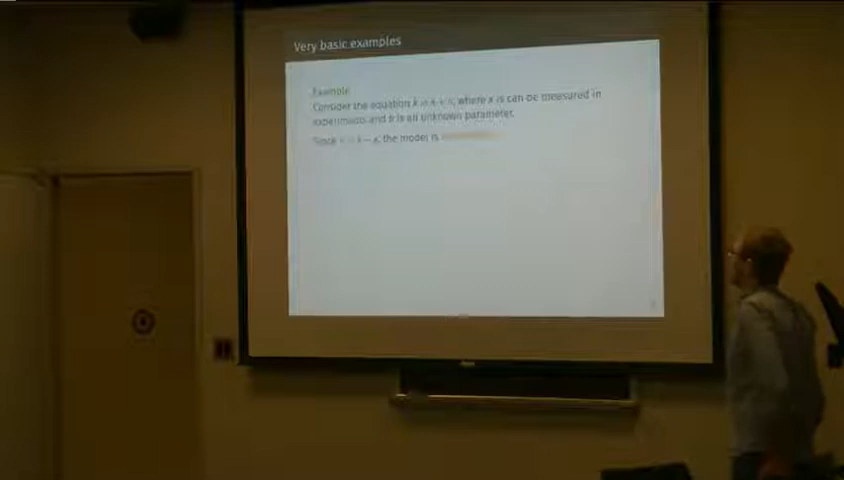 Very basic examples
Example
Consider the equation where x is can be measured in
experiments and is an unknown parameter.
Since the model is